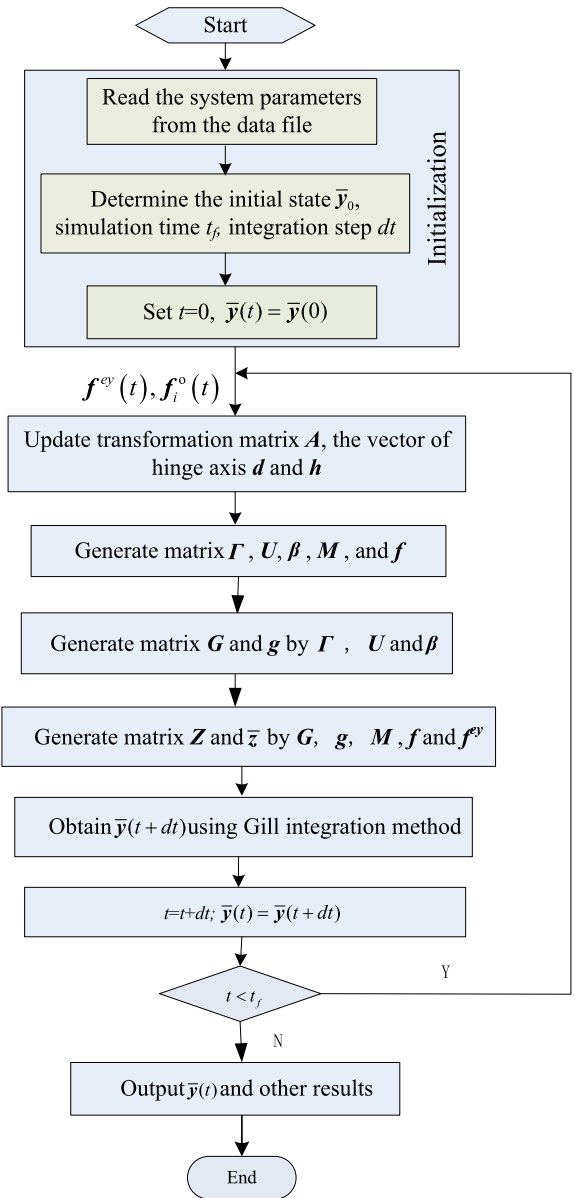 Start
Read the system parameters
from the data file
Determine the initial state ȳ₀,
simulation time t_f, integration step dt
Set t=0, ȳ(t) = ȳ(0)
Initialization
f^{ey}(t), f_i^o(t)
Update transformation matrix A, the vector of
hinge axis d and h
Generate matrix Γ , U, β , M , and f
Generate matrix G and g by Γ , U and β
Generate matrix Z and z̄ by G, g, M , f and f^{ey}
Obtain ȳ(t + dt) using Gill integration method
t=t+dt; ȳ(t) = ȳ(t + dt)
t < t_f
Y
N
Output ȳ(t) and other results
End